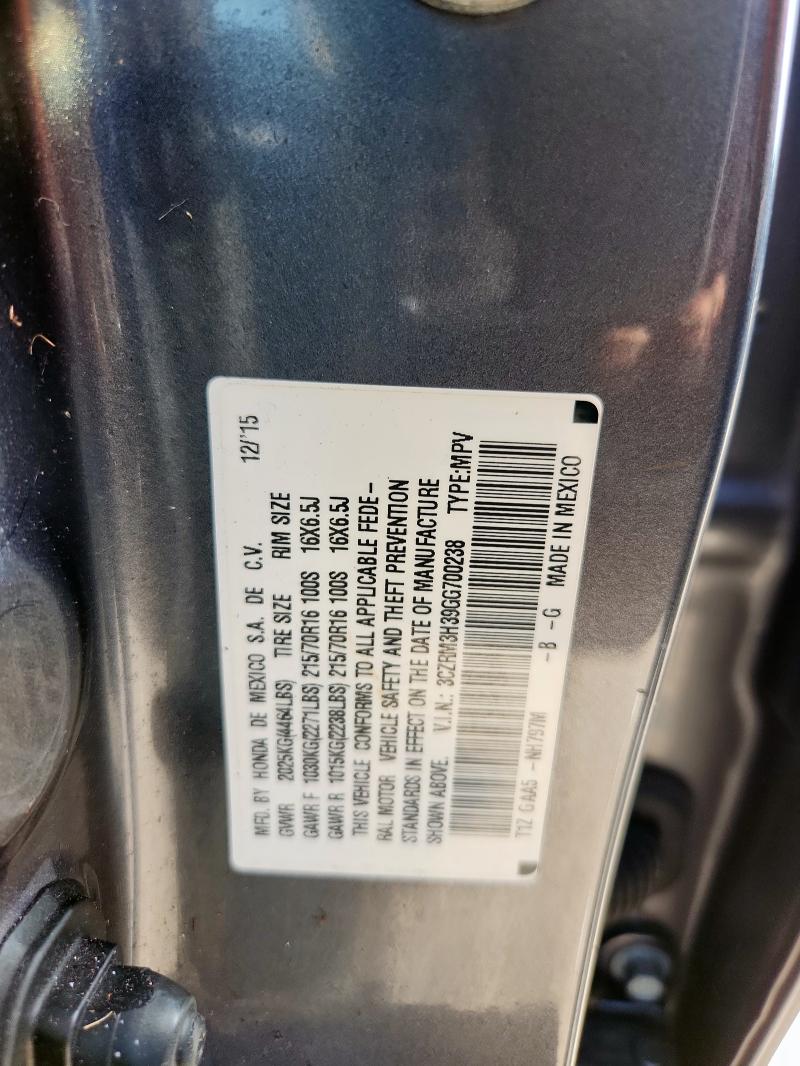 MFD. BY HONDA DE MEXICO S.A. DE C.V. 12/'15
GVWR 2025KG(4464LBS) TIRE SIZE RIM SIZE
GAWR F 1030KG(2271LBS) 215/70R16 100S 16X6.5J
GAWR R 1015KG(2238LBS) 215/70R16 100S 16X6.5J
THIS VEHICLE CONFORMS TO ALL APPLICABLE FEDE-
RAL MOTOR VEHICLE SAFETY AND THEFT PREVENTION
STANDARDS IN EFFECT ON THE DATE OF MANUFACTURE
SHOWN ABOVE. V.I.N.: 3CZRM3H39GG700238 TYPE:MPV
T1Z GAA5 -NH797M -B -G MADE IN MEXICO